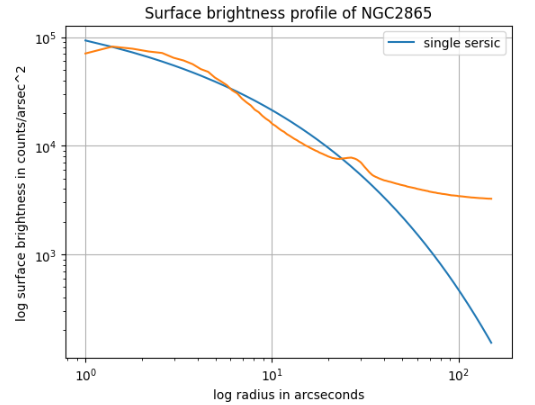 Surface brightness profile of NGC2865
single sersic
log surface brightness in counts/arsec^2
10^5
10^4
10^3
10^0
10^1
10^2
log radius in arcseconds